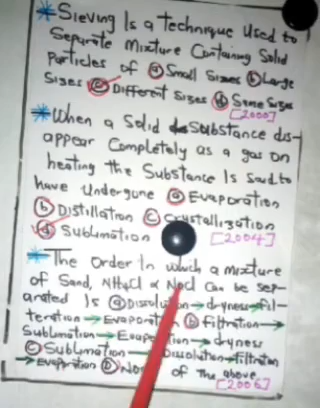 * Sieving Is a Technique Used to
Separate Mixture Containing Solid
Particles of (a) Small Sizes (b) Large
Sizes (c) Different Sizes (d) Same Sizes
[2000]
* When a Solid Substance dis-
appear Completely as a gas on
heating the Substance Is Said to
have Undergone (a) Evaporation
(b) Distillation (c) Crystallization
(d) Sublimation [2004]
* The Order In which a mixture
of Sand, NH4Cl & NaCl Can be Sep-
arated Is (a) Dissolution → dryness → fil-
teration → Evaporation (b) Filtration →
Sublimation → Evaporation → dryness
(c) Sublimation → Dissolution → filtration
→ Evaporation (D) None of the above
[2006]